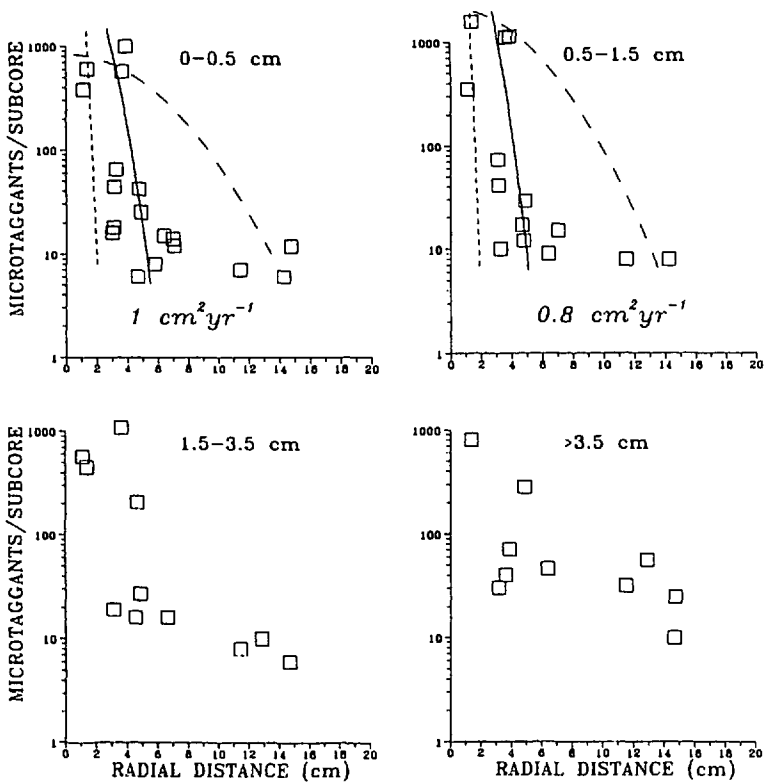 MICROTAGGANTS/SUBCORE
1000
100
10
1
0 2 4 6 8 10 12 14 16 18 20
0–0.5 cm
1 cm²yr⁻¹
1000
100
10
1
0 2 4 6 8 10 12 14 16 18 20
0.5–1.5 cm
0.8 cm²yr⁻¹
MICROTAGGANTS/SUBCORE
1000
100
10
1
0 2 4 6 8 10 12 14 16 18 20
RADIAL DISTANCE (cm)
1.5–3.5 cm
1000
100
10
1
0 2 4 6 8 10 12 14 16 18 20
RADIAL DISTANCE (cm)
>3.5 cm